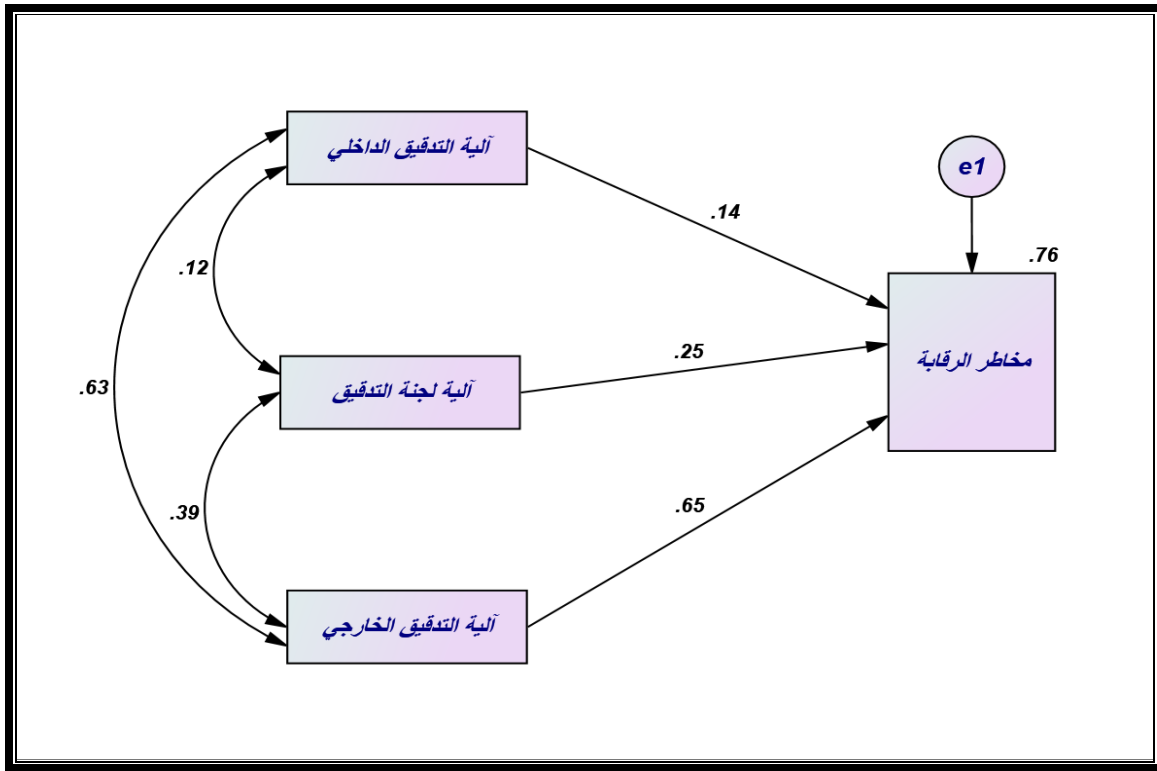 آلية التدقيق الداخلي
e1
.14
.76
.12
.25
مخاطر الرقابة
.63
آلية لجنة التدقيق
.39
.65
آلية التدقيق الخارجي